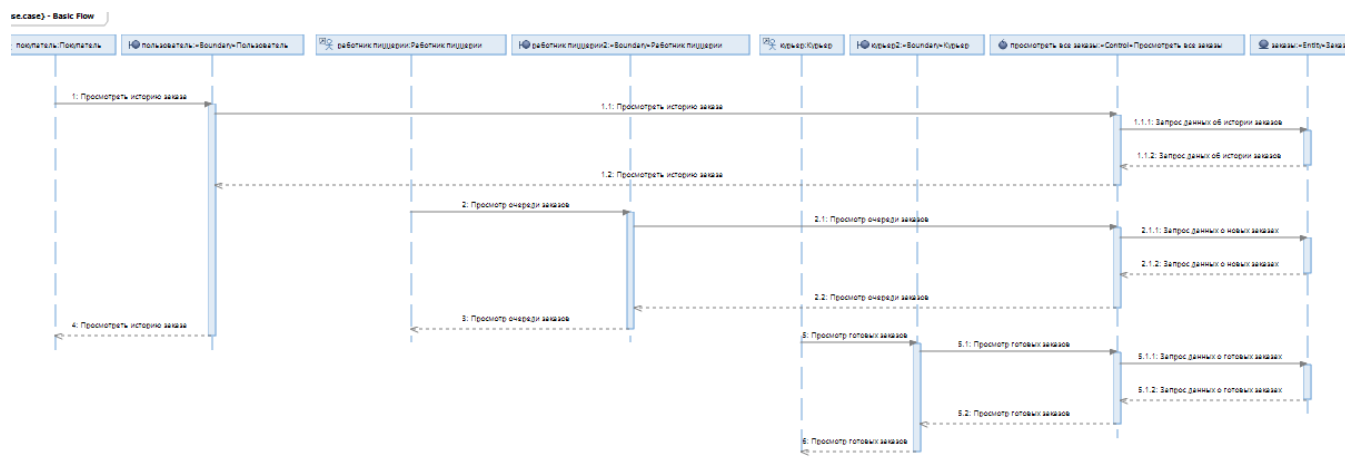 se.case} - Basic Flow
покупатель:Покупатель
пользователь:«Boundary»Пользователь
работник пиццерии:Работник пиццерии
работник пиццерии2:«Boundary»Работник пиццерии
курьер:Курьер
курьер2:«Boundary»Курьер
просмотреть все заказы:«Control»Просмотреть все заказы
заказы:«Entity»Зака
1: Просмотреть историю заказа
1.1: Просмотреть историю заказа
1.1.1: Запрос данных об истории заказов
1.1.2: Запрос даных об истории заказов
1.2: Просмотреть историю заказа
2: Просмотр очереди заказов
2.1: Просмотр очереди заказов
2.1.1: Запрос данных о новых заказах
2.1.2: Запрос данных о новых заказах
2.2: Просмотр очереди заказов
3: Просмотр очереди заказов
4: Просмотреть историю заказа
5: Просмотр готовых заказов
5.1: Просмотр готовых заказов
5.1.1: Запрос данных о готовых заказах
5.1.2: Запрос данных о готовых заказах
5.2: Просмотр готовых заказов
6: Просмотр готовых заказов